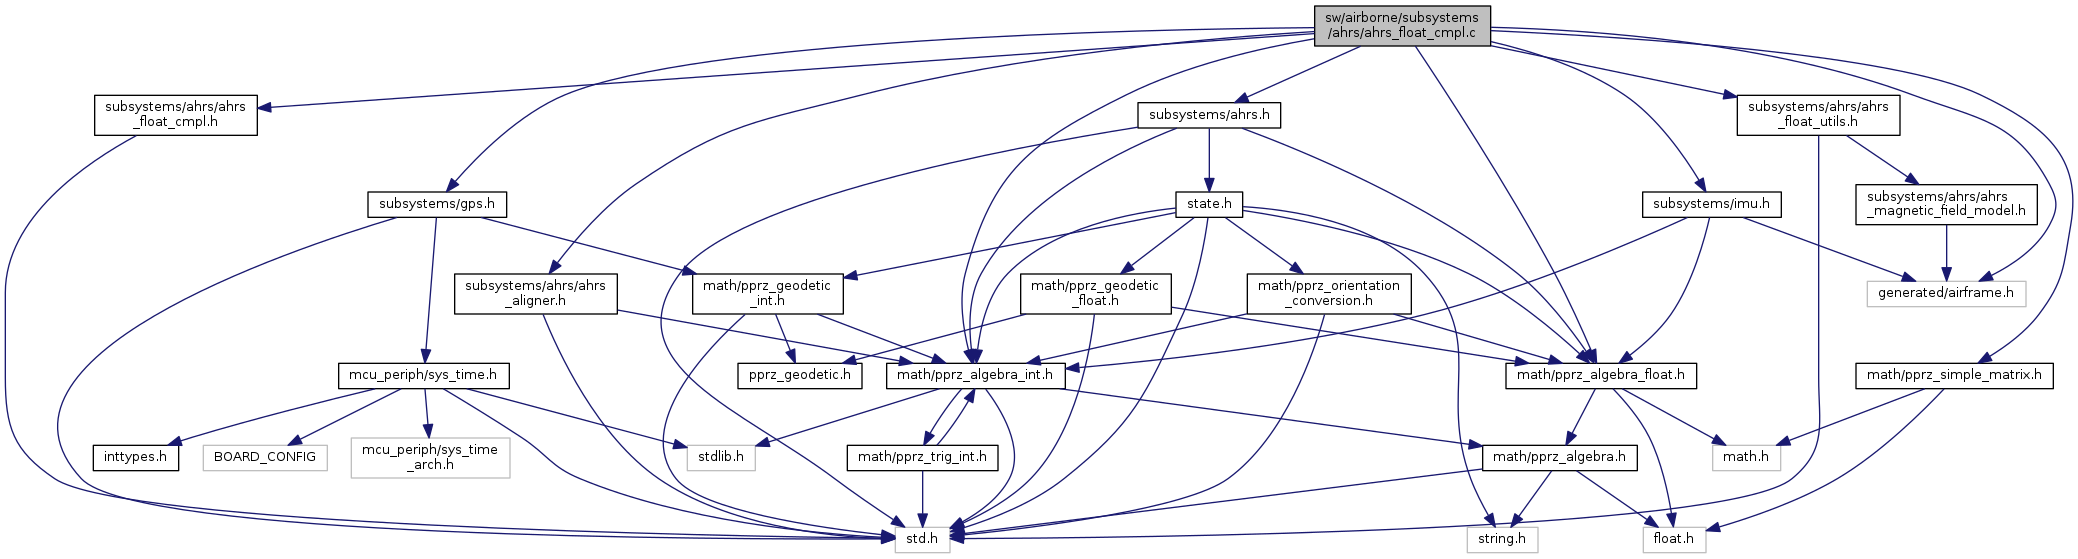 sw/airborne/subsystems
/ahrs/ahrs_float_cmpl.c
subsystems/ahrs/ahrs
_float_cmpl.h
subsystems/ahrs.h
subsystems/ahrs/ahrs
_float_utils.h
subsystems/gps.h
state.h
subsystems/imu.h
subsystems/ahrs/ahrs
_magnetic_field_model.h
subsystems/ahrs/ahrs
_aligner.h
math/pprz_geodetic
_int.h
math/pprz_geodetic
_float.h
math/pprz_orientation
_conversion.h
generated/airframe.h
mcu_periph/sys_time.h
pprz_geodetic.h
math/pprz_algebra_int.h
math/pprz_algebra_float.h
math/pprz_simple_matrix.h
inttypes.h
BOARD_CONFIG
mcu_periph/sys_time
_arch.h
stdlib.h
math/pprz_trig_int.h
math/pprz_algebra.h
math.h
std.h
string.h
float.h